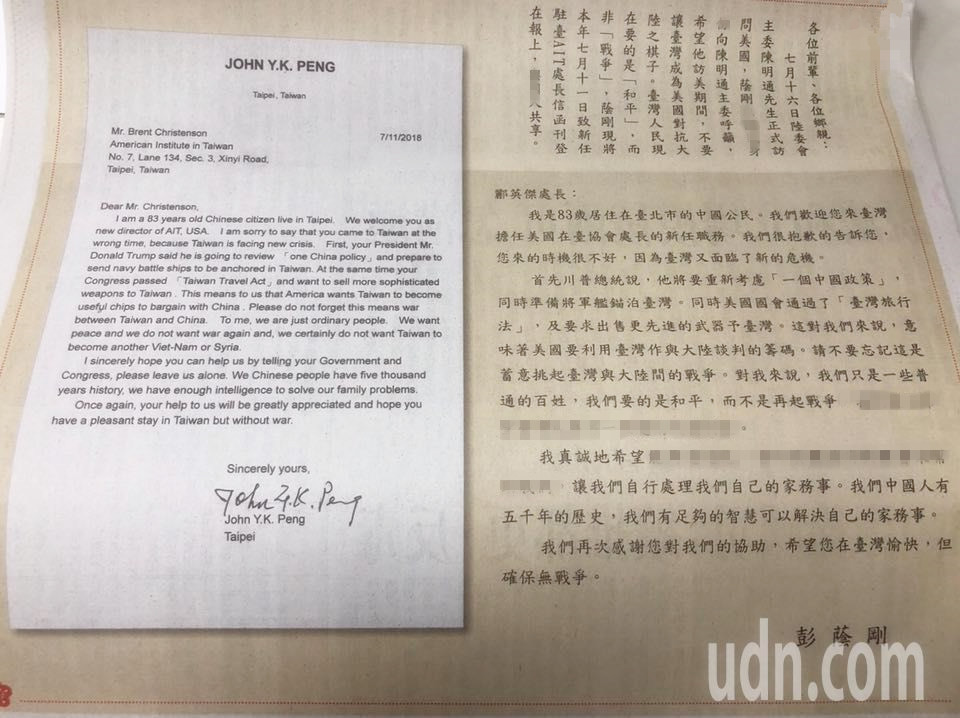 JOHN Y.K. PENG
Taipei, Taiwan
Mr. Brent Christenson
7/11/2018
American Institute in Taiwan
No. 7, Lane 134, Sec. 3, Xinyi Road,
Taipei, Taiwan
Dear Mr. Christenson,
I am a 83 years old Chinese citizen live in Taipei. We welcome you as
new director of AIT, USA. I am sorry to say that you came to Taiwan at the
wrong time, because Taiwan is facing new crisis. First, your President Mr.
Donald Trump said he is going to review 「one China policy」 and prepare to
send navy battle ships to be anchored in Taiwan. At the same time your
Congress passed 「Taiwan Travel Act」 and want to sell more sophisticated
weapons to Taiwan . This means to us that America wants Taiwan to become
useful chips to bargain with China . Please do not forget this means war
between Taiwan and China. To me, we are just ordinary people. We want
peace and we do not want war again and, we certainly do not want Taiwan to
become another Viet-Nam or Syria.
I sincerely hope you can help us by telling your Government and
Congress, please leave us alone. We Chinese people have five thousand
years history, we have enough intelligence to solve our family problems.
Once again, your help to us will be greatly appreciated and hope you
have a pleasant stay in Taiwan but without war.
Sincerely yours,
John Y.K. Peng
John Y.K. Peng
Taipei
各位前輩、各位鄉親：
七月十六日陸委會
主委陳明通先生正式訪
問美國，蔭剛
向陳明通主委呼籲，
希望他訪美期間，不要
讓臺灣成為美國對抗大
陸之棋子。臺灣人民現
在要的是「和平」，而
非「戰爭」，蔭剛現將
本年七月十一日致新任
駐臺AIT處長信函刊登
在報上，人共享。
酈英傑處長：
我是83歲居住在臺北市的中國公民。我們歡迎您來臺灣
擔任美國在臺協會處長的新任職務。我們很抱歉的告訴您，
您來的時機很不好，因為臺灣又面臨了新的危機。
首先川普總統說，他將要重新考慮「一個中國政策」，
同時準備將軍艦錨泊臺灣。同時美國國會通過了「臺灣旅行
法」，及要求出售更先進的武器予臺灣。這對我們來說，意
味著美國要利用臺灣作與大陸談判的籌碼。請不要忘記這是
蓄意挑起臺灣與大陸間的戰爭。對我來說，我們只是一些普
通的百姓，我們要的是和平，而不是再起戰爭
。
我真誠地希望
讓我們自行處理我們自己的家務事。我們中國人有
五千年的歷史，我們有足夠的智慧可以解決自己的家務事。
我們再次感謝您對我們的協助，希望您在臺灣愉快，但
確保無戰爭。
彭蔭剛
udn.com